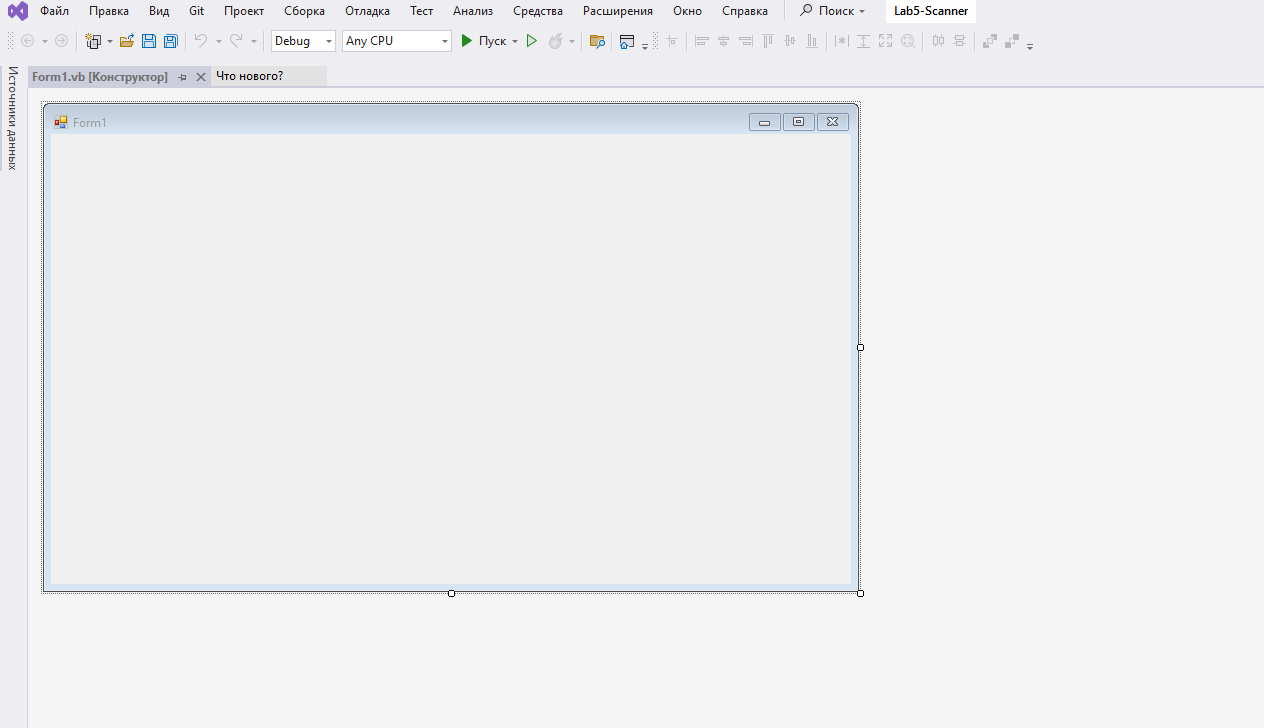 Файл Правка Вид Git Проект Сборка Отладка Тест Анализ Средства Расширения Окно Справка Поиск Lab5-Scanner
Debug Any CPU Пуск
Источники данных
Form1.vb [Конструктор] Что нового?
Form1